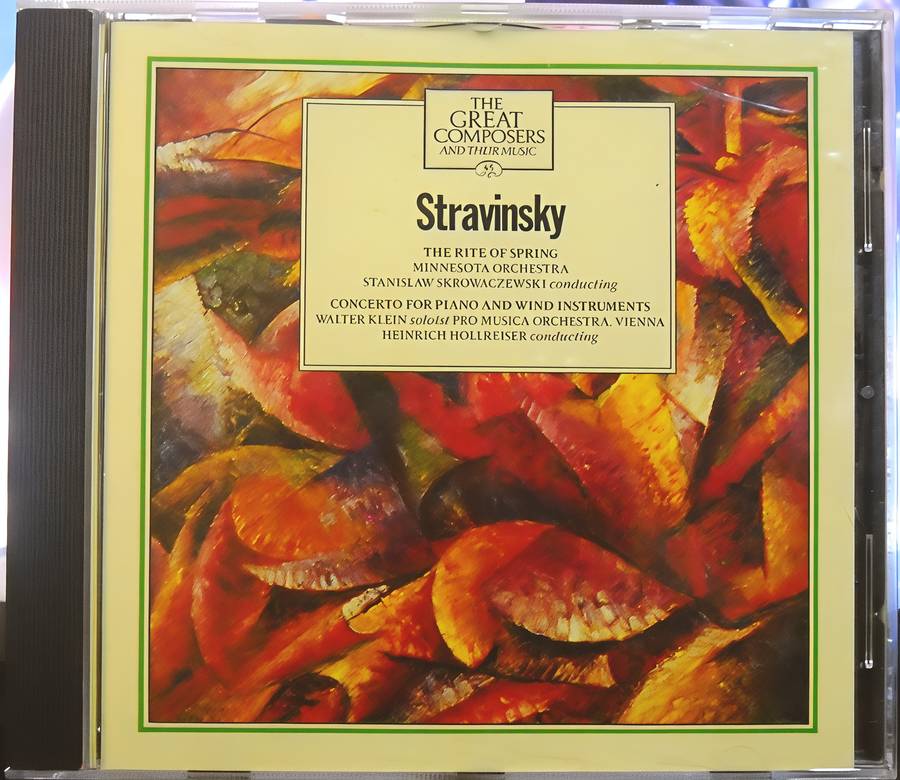 THE
GREAT
COMPOSERS
AND THEIR MUSIC
45
Stravinsky
THE RITE OF SPRING
MINNESOTA ORCHESTRA
STANISLAW SKROWACZEWSKI conducting
CONCERTO FOR PIANO AND WIND INSTRUMENTS
WALTER KLEIN soloist PRO MUSICA ORCHESTRA. VIENNA
HEINRICH HOLLREISER conducting